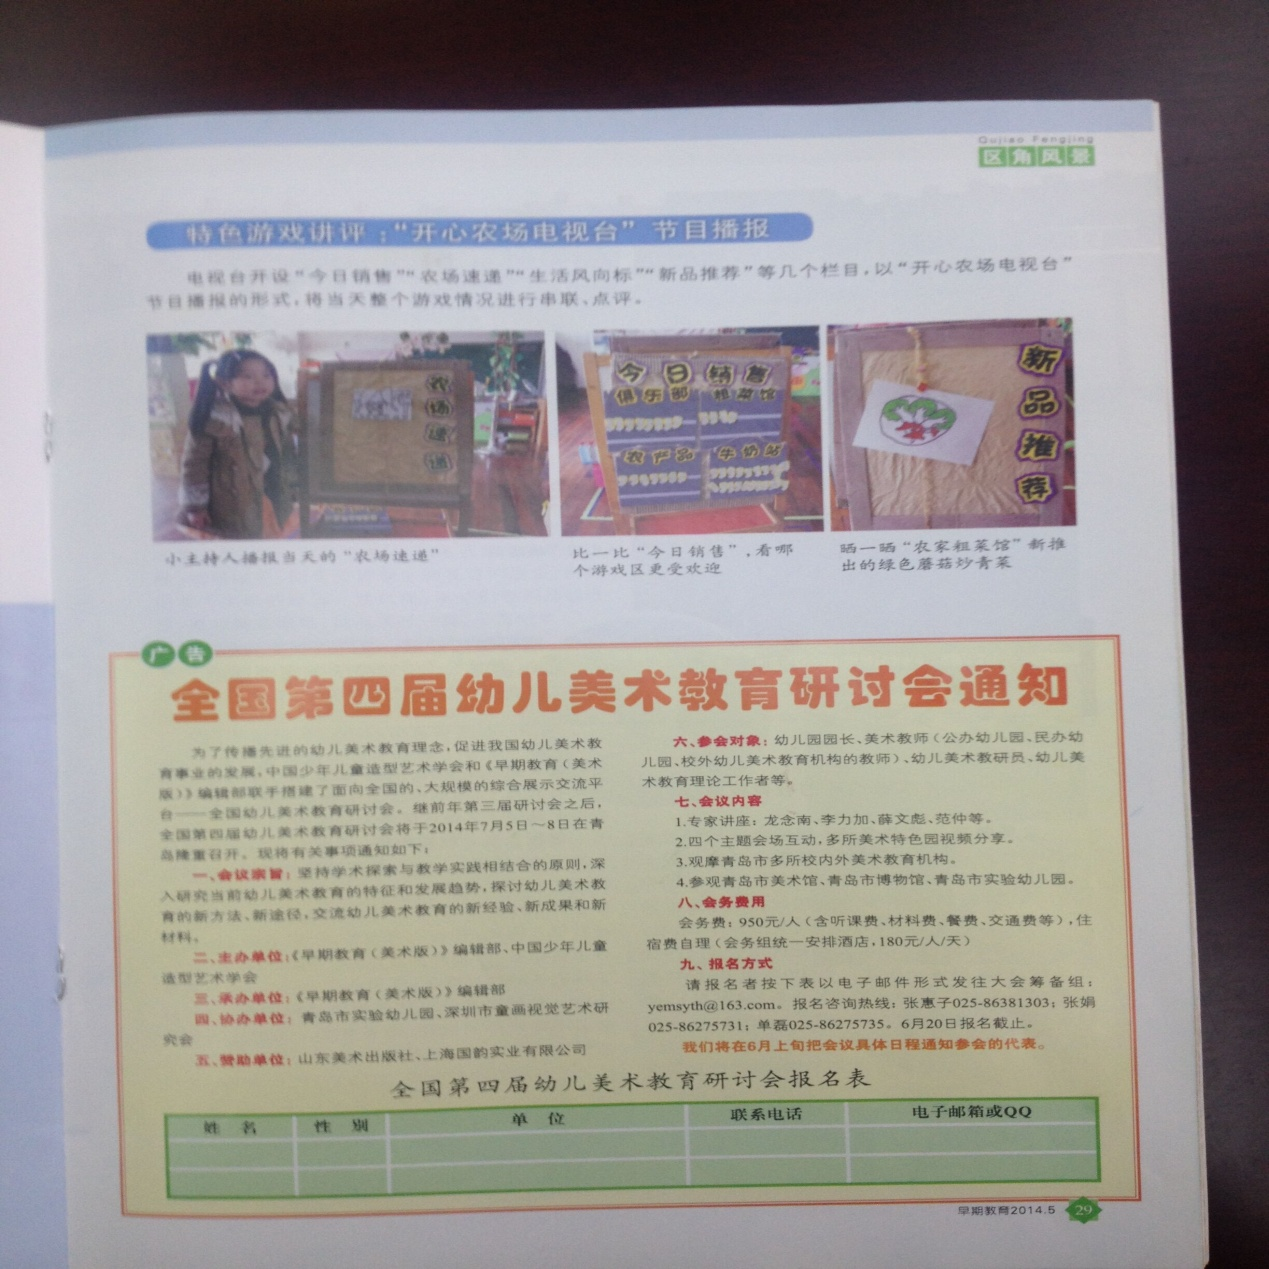 Qujiao Fengjing
区角风景
特色游戏讲评：“开心农场电视台”节目播报
电视台开设“今日销售”“农场速递”“生活风向标”“新品推荐”等几个栏目，以“开心农场电视台”
节目播报的形式，将当天整个游戏情况进行串联、点评。
农场速递
今日销售
俱乐部 粗菜馆
农产品 牛奶站
新品推荐
小主持人播报当天的“农场速递”
比一比“今日销售”，看哪
个游戏区更受欢迎
晒一晒“农家粗菜馆”新推
出的绿色蘑菇炒青菜
广告
全国第四届幼儿美术教育研讨会通知
为了传播先进的幼儿美术教育理念，促进我国幼儿美术教
育事业的发展，中国少年儿童造型艺术学会和《早期教育（美术
版）》编辑部联手搭建了面向全国的、大规模的综合展示交流平
台——全国幼儿美术教育研讨会。继前年第三届研讨会之后，
全国第四届幼儿美术教育研讨会将于2014年7月5日～8日在青
岛隆重召开。现将有关事项通知如下：
一、会议宗旨：坚持学术探索与教学实践相结合的原则，深
入研究当前幼儿美术教育的特征和发展趋势，探讨幼儿美术教
育的新方法、新途径，交流幼儿美术教育的新经验、新成果和新
材料。
二、主办单位：《早期教育（美术版）》编辑部、中国少年儿童
造型艺术学会
三、承办单位：《早期教育（美术版）》编辑部
四、协办单位：青岛市实验幼儿园、深圳市童画视觉艺术研
究会
五、赞助单位：山东美术出版社、上海国韵实业有限公司
六、参会对象：幼儿园园长、美术教师（公办幼儿园、民办幼
儿园、校外幼儿美术教育机构的教师）、幼儿美术教研员、幼儿美
术教育理论工作者等。
七、会议内容
1.专家讲座：龙念南、李力加、薛文彪、范仲等。
2.四个主题会场互动，多所美术特色园视频分享。
3.观摩青岛市多所校内外美术教育机构。
4.参观青岛市美术馆、青岛市博物馆、青岛市实验幼儿园。
八、会务费用
会务费：950元/人（含听课费、材料费、餐费、交通费等），住
宿费自理（会务组统一安排酒店，180元/人/天）
九、报名方式
请报名者按下表以电子邮件形式发往大会筹备组：
yemsyth@163.com。报名咨询热线：张惠子025-86381303；张娟
025-86275731；单磊025-86275735。6月20日报名截止。
我们将在6月上旬把会议具体日程通知参会的代表。
全国第四届幼儿美术教育研讨会报名表
姓 名 性 别 单 位 联系电话 电子邮箱或QQ
早期教育2014.5 29